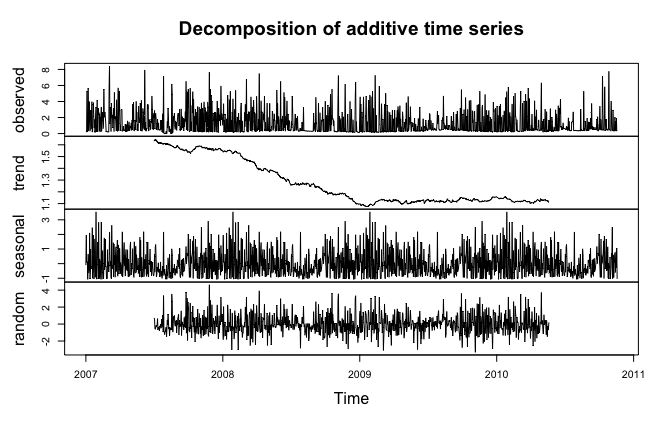 Decomposition of additive time series
observed
0 2 4 6 8
trend
1.1 1.3 1.5
seasonal
-1 1 3
random
-2 0 2 4
2007 2008 2009 2010 2011
Time